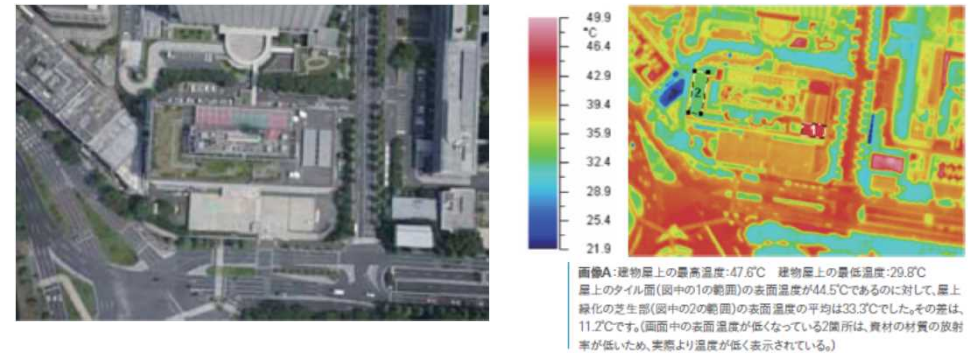 49.9
℃
46.4
42.9
39.4
35.9
32.4
28.9
25.4
21.9
2
1
画像A：建物屋上の最高温度：47.6℃　建物屋上の最低温度：29.8℃
屋上のタイル面（図中の1の範囲）の表面温度が44.5℃であるのに対して、屋上
緑化の芝生部（図中の2の範囲）の表面温度の平均は33.3℃でした。その差は、
11.2℃です。（画面中の表面温度が低くなっている2箇所は、資材の材質の放射
率が低いため、実際より温度が低く表示されている。）